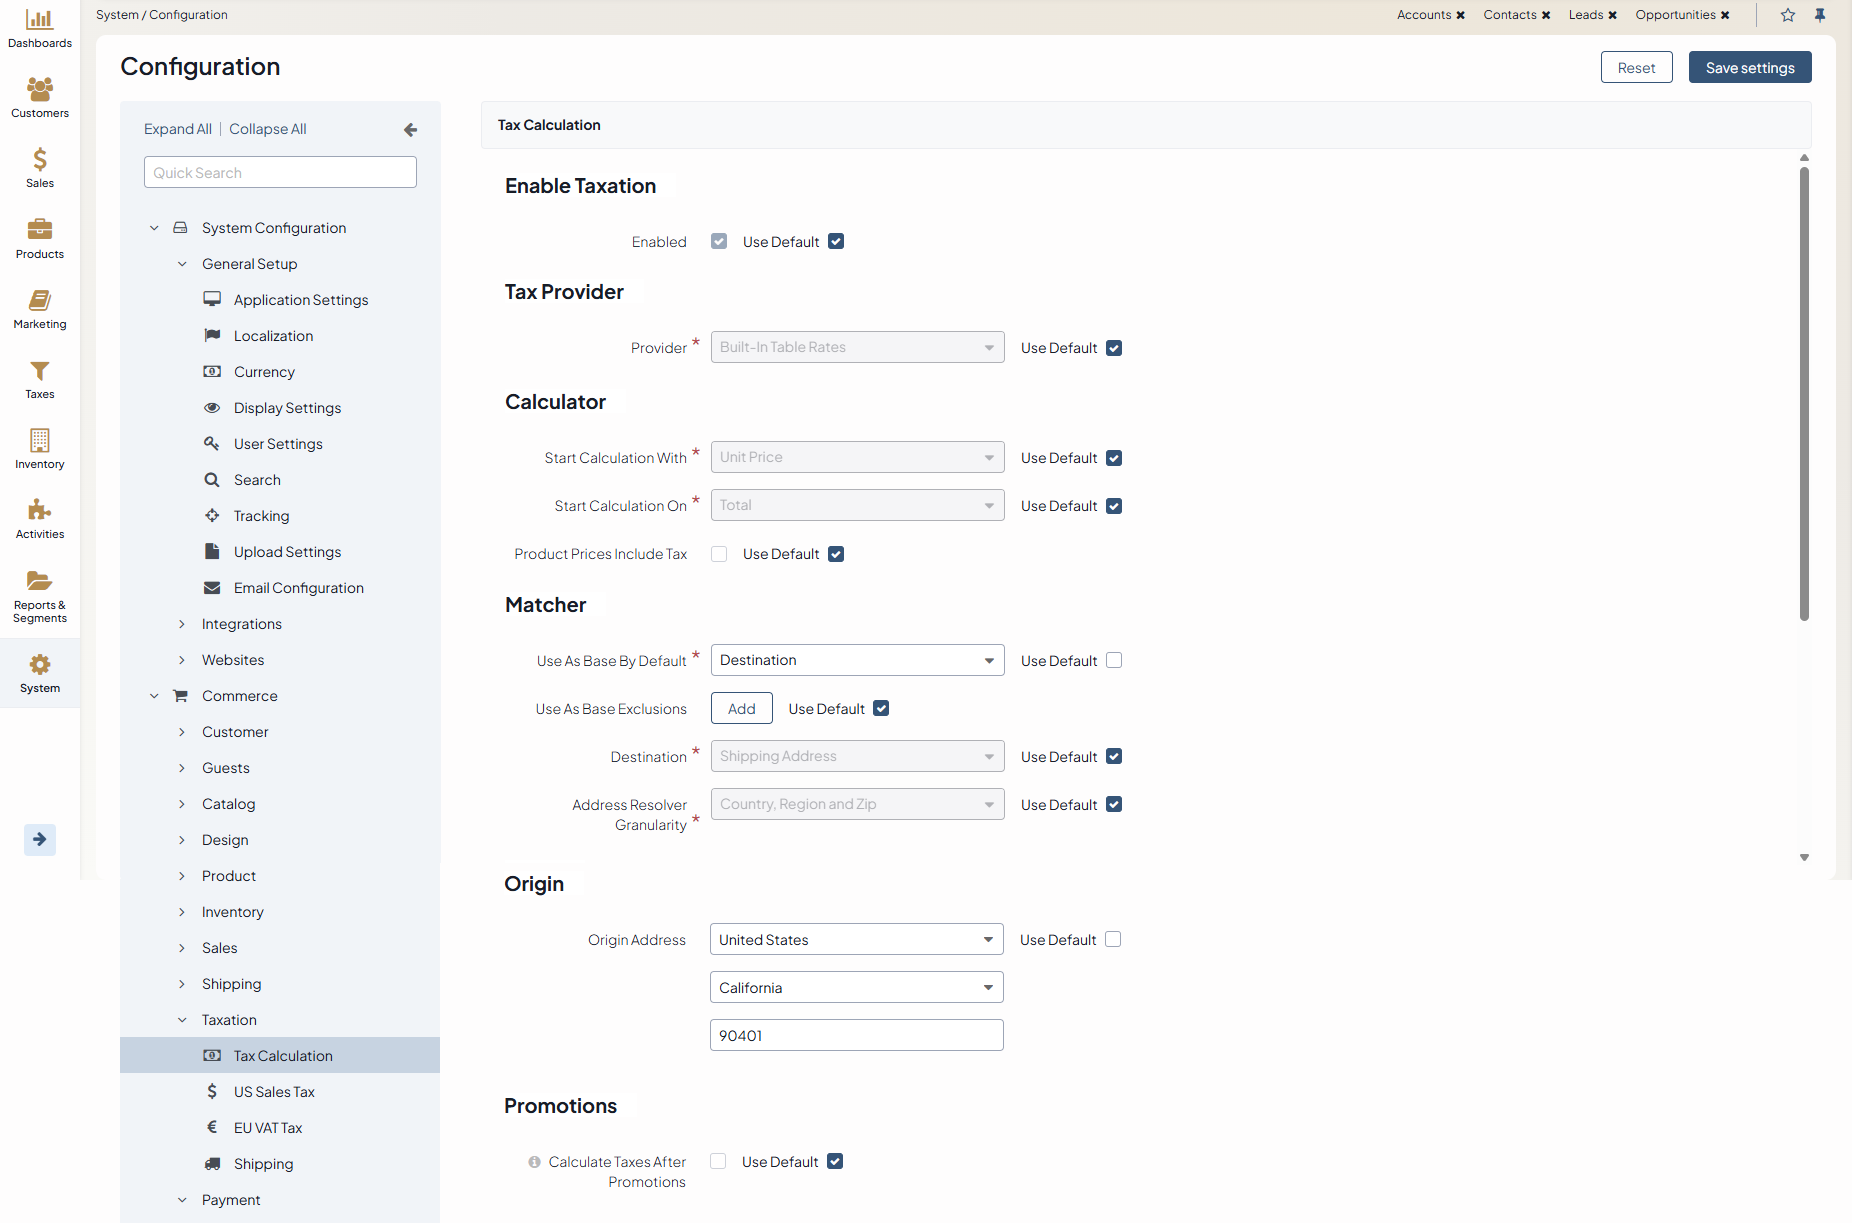 System / Configuration
Accounts ✖ Contacts ✖ Leads ✖ Opportunities ✖
Dashboards
Customers
Sales
Products
Marketing
Taxes
Inventory
Activities
Reports &
Segments
System
Configuration
Reset Save settings
Expand All | Collapse All
Quick Search
System Configuration
General Setup
Application Settings
Localization
Currency
Display Settings
User Settings
Search
Tracking
Upload Settings
Email Configuration
Integrations
Websites
Commerce
Customer
Guests
Catalog
Design
Product
Inventory
Sales
Shipping
Taxation
Tax Calculation
US Sales Tax
EU VAT Tax
Shipping
Payment
Tax Calculation
Enable Taxation
Enabled Use Default
Tax Provider
Provider * Built-In Table Rates Use Default
Calculator
Start Calculation With * Unit Price Use Default
Start Calculation On * Total Use Default
Product Prices Include Tax Use Default
Matcher
Use As Base By Default * Destination Use Default
Use As Base Exclusions Add Use Default
Destination * Shipping Address Use Default
Address Resolver Country, Region and Zip Use Default
Granularity *
Origin
Origin Address United States Use Default
California
90401
Promotions
Calculate Taxes After Use Default
Promotions